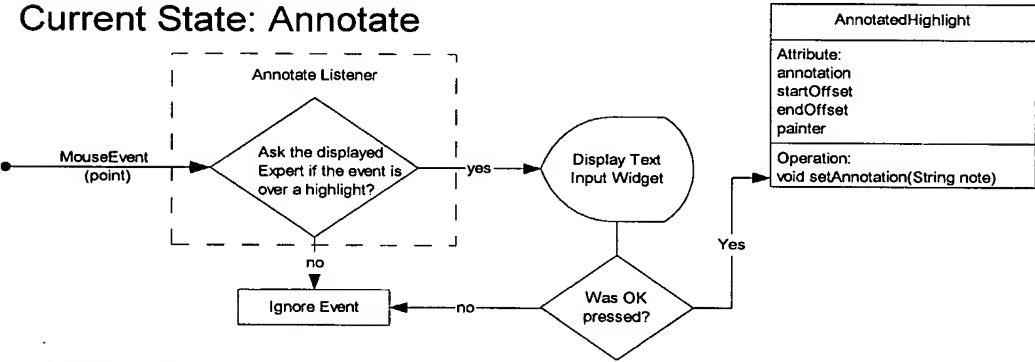 Current State: Annotate
AnnotatedHighlight
Attribute:
annotation
startOffset
endOffset
painter
Operation:
void setAnnotation(String note)
Annotate Listener
MouseEvent
(point)
Ask the displayed
Expert if the event is
over a highlight?
yes
Display Text
Input Widget
Yes
no
Ignore Event
no
Was OK
pressed?